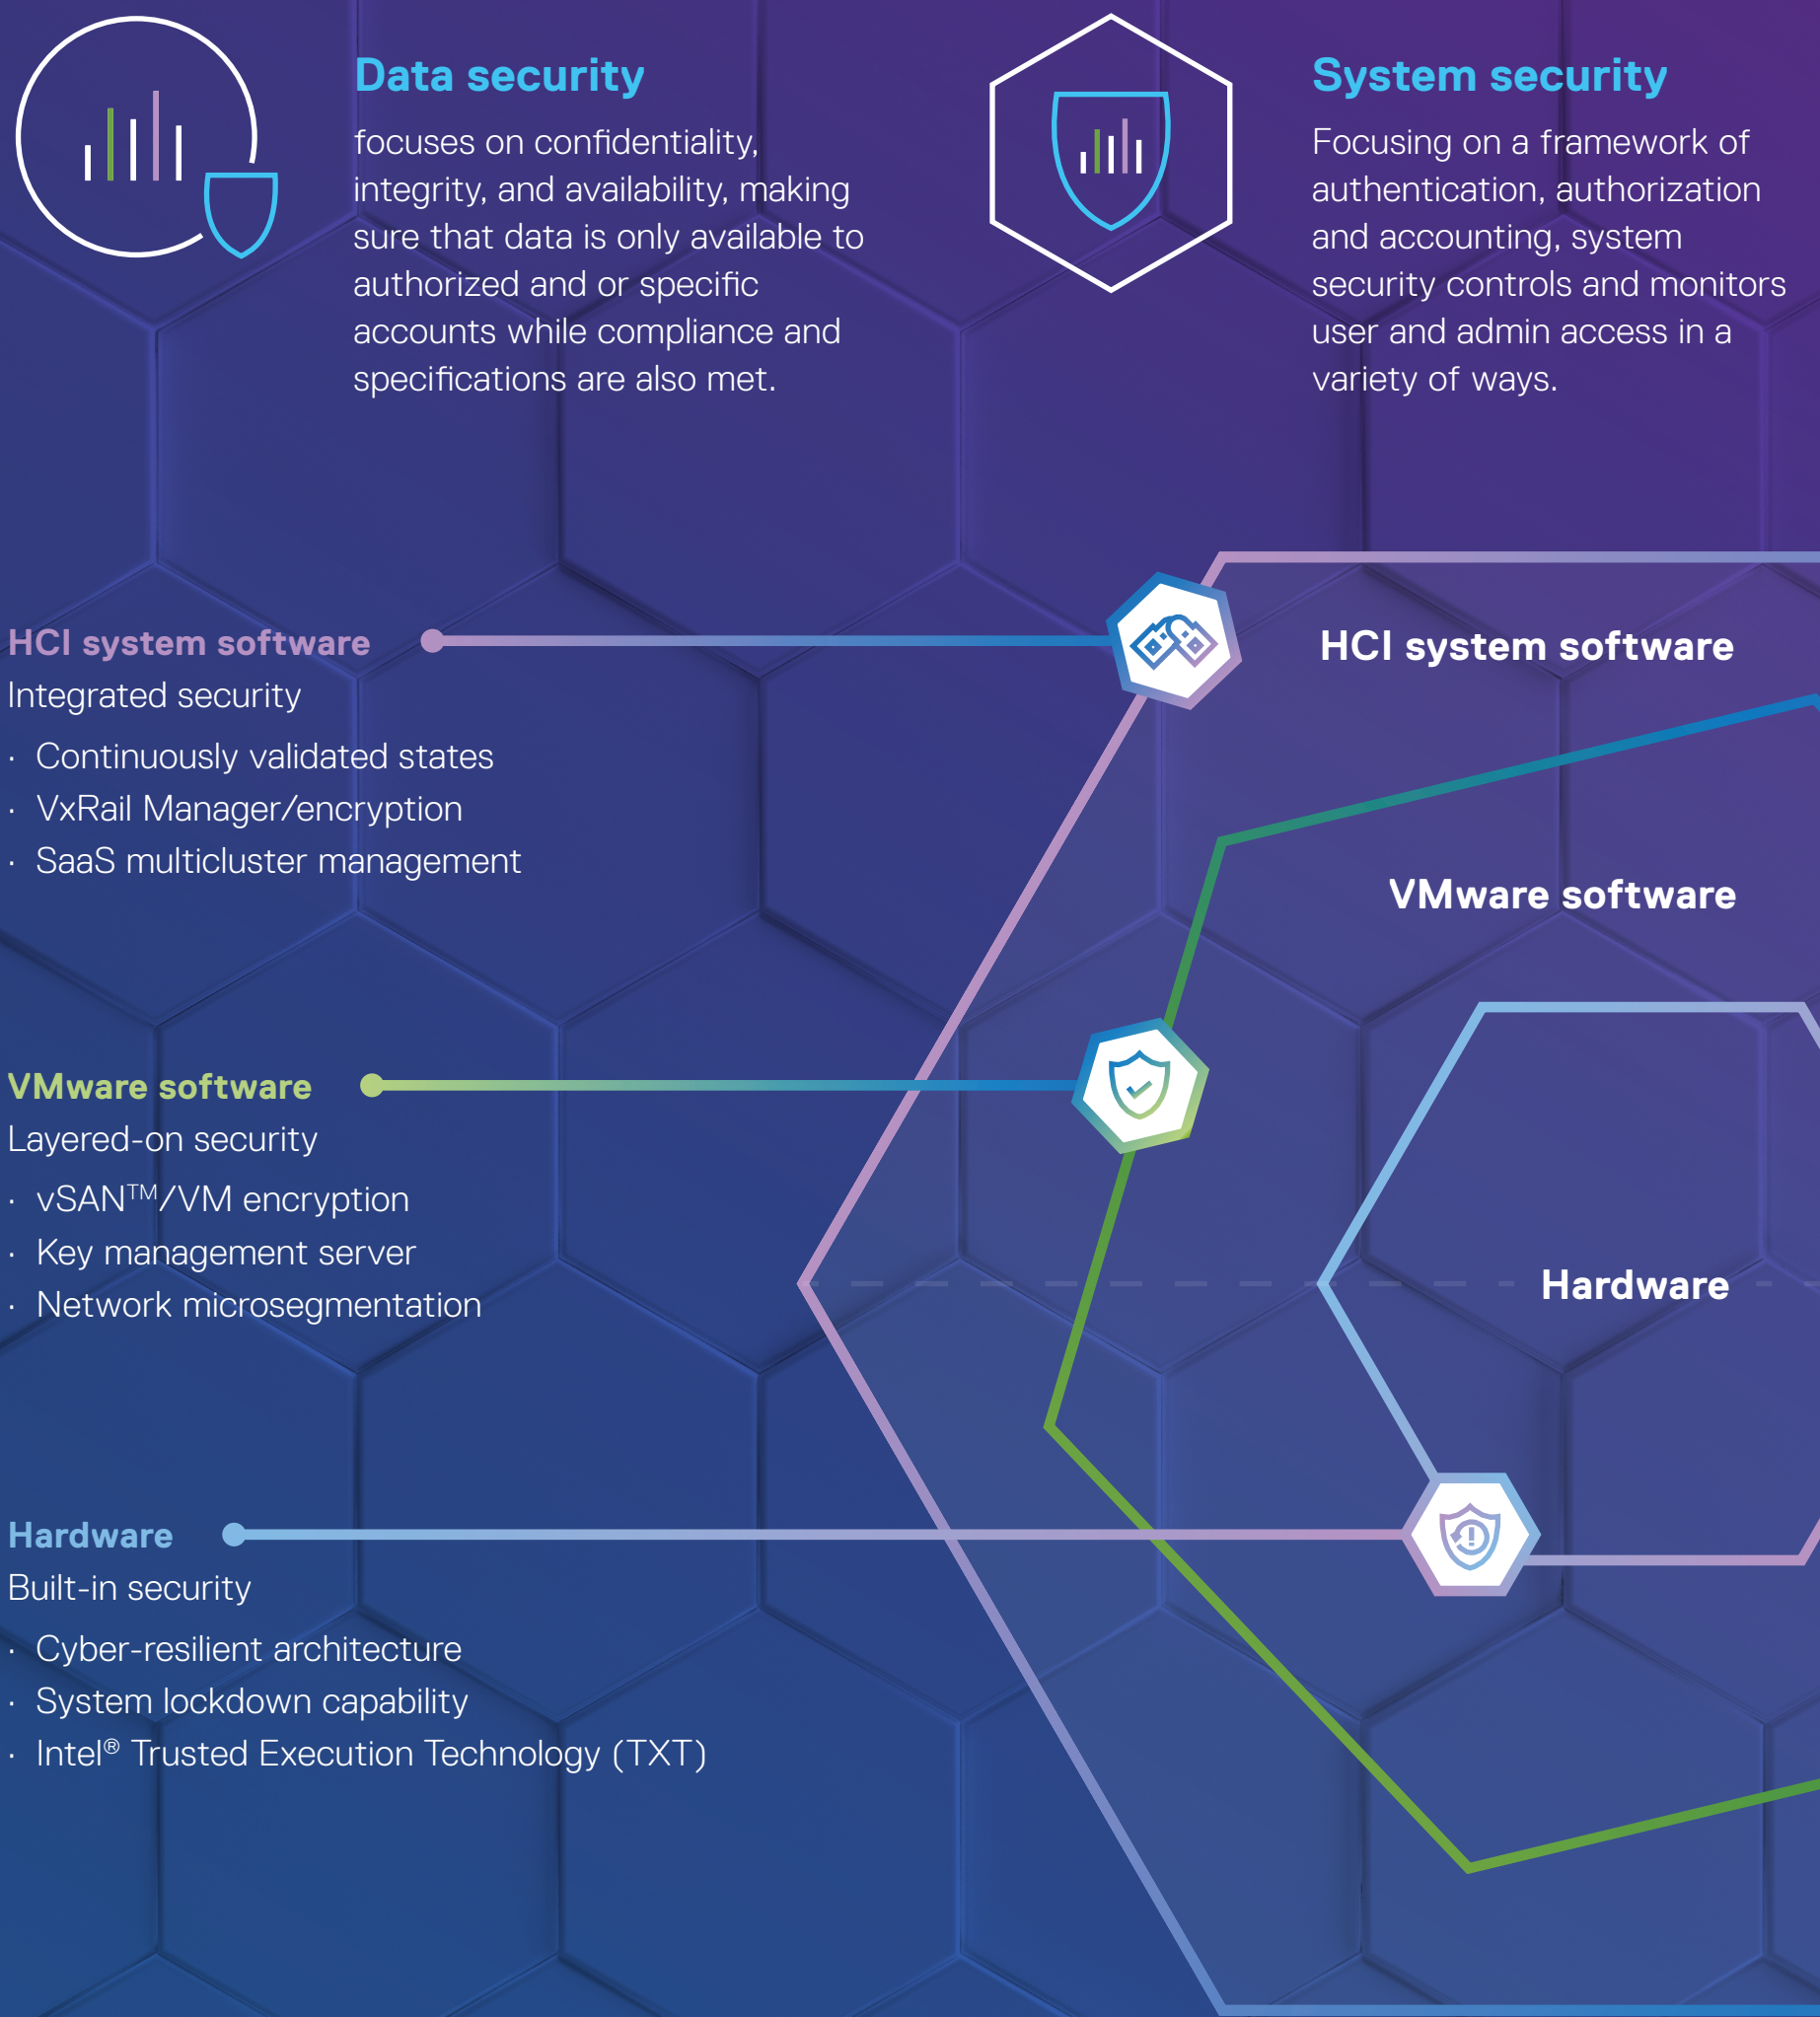 Data security
focuses on confidentiality,
integrity, and availability, making
sure that data is only available to
authorized and or specific
accounts while compliance and
specifications are also met.
System security
Focusing on a framework of
authentication, authorization
and accounting, system
security controls and monitors
user and admin access in a
variety of ways.
HCI system software
Integrated security
· Continuously validated states
· VxRail Manager/encryption
· SaaS multicluster management
HCI system software
VMware software
VMware software
Layered-on security
· vSAN™/VM encryption
· Key management server
· Network microsegmentation
Hardware
Hardware
Built-in security
· Cyber-resilient architecture
· System lockdown capability
· Intel® Trusted Execution Technology (TXT)